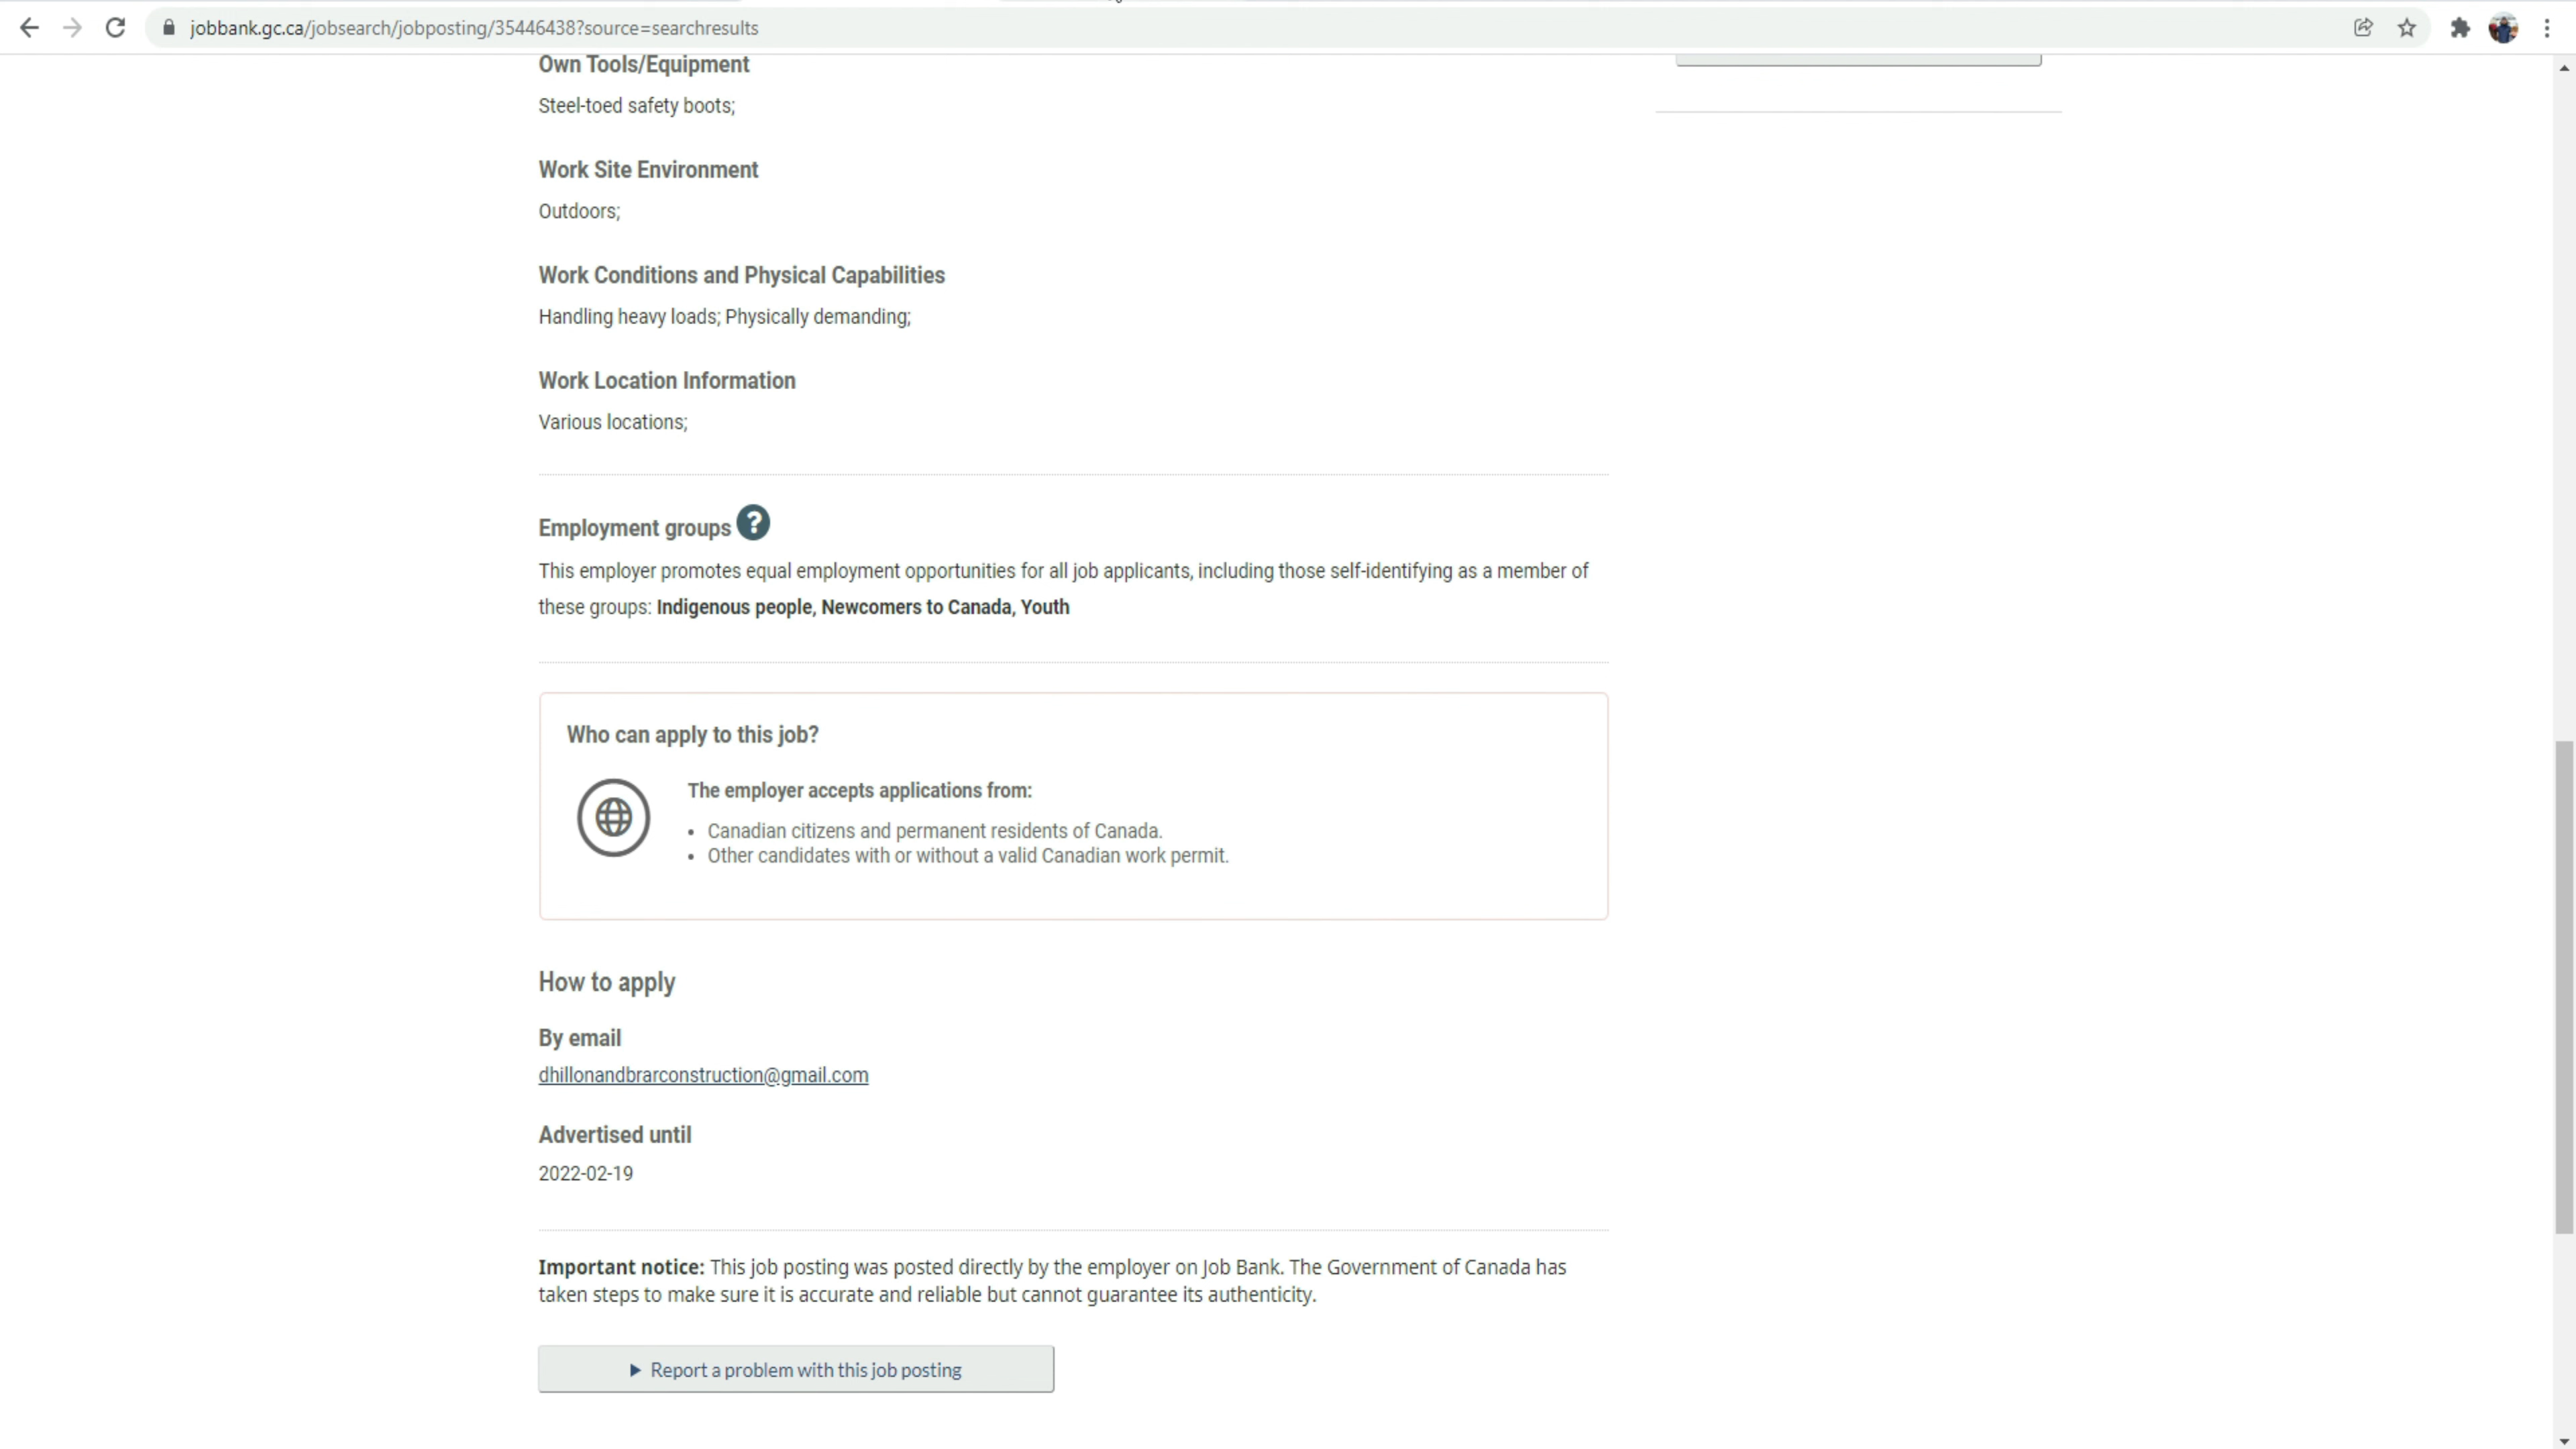 jobbank.gc.ca/jobsearch/jobposting/35446438?source=searchresults
Own Tools/Equipment
Steel-toed safety boots;
Work Site Environment
Outdoors;
Work Conditions and Physical Capabilities
Handling heavy loads; Physically demanding;
Work Location Information
Various locations;
Employment groups ?
This employer promotes equal employment opportunities for all job applicants, including those self-identifying as a member of
these groups: Indigenous people, Newcomers to Canada, Youth
Who can apply to this job?
The employer accepts applications from:
• Canadian citizens and permanent residents of Canada.
• Other candidates with or without a valid Canadian work permit.
How to apply
By email
dhillonandbrarconstruction@gmail.com
Advertised until
2022-02-19
Important notice: This job posting was posted directly by the employer on Job Bank. The Government of Canada has
taken steps to make sure it is accurate and reliable but cannot guarantee its authenticity.
Report a problem with this job posting